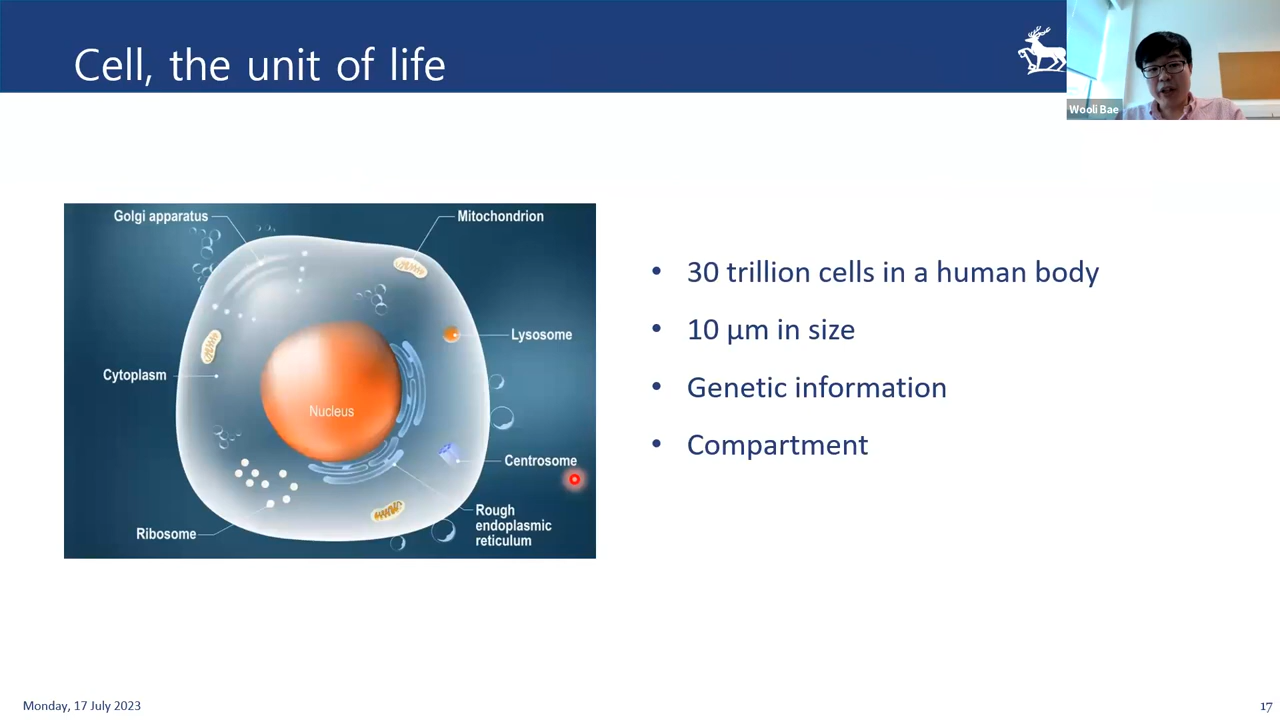 Cell, the unit of life
Wooli Bae
Golgi apparatus
Mitochondrion
Lysosome
Cytoplasm
Nucleus
Centrosome
Rough
endoplasmic
reticulum
Ribosome
• 30 trillion cells in a human body
• 10 μm in size
• Genetic information
• Compartment
Monday, 17 July 2023
17